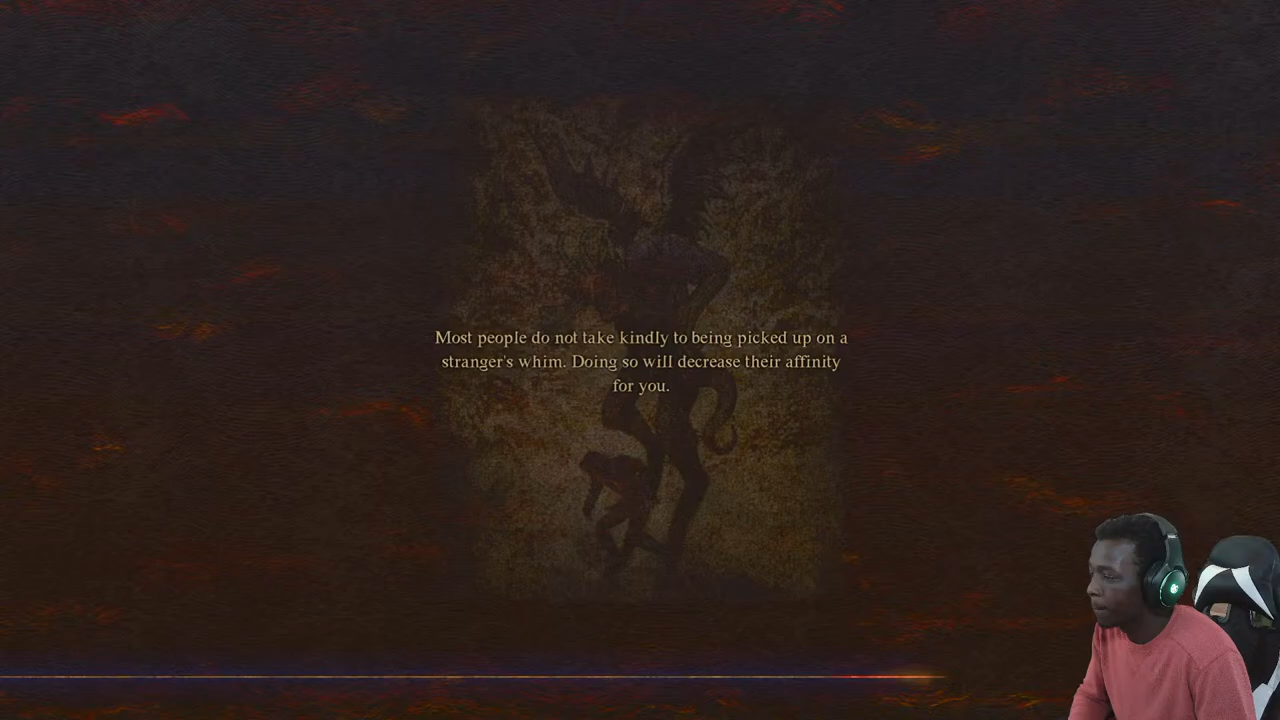 Most people do not take kindly to being picked up on a
stranger's whim. Doing so will decrease their affinity
for you.